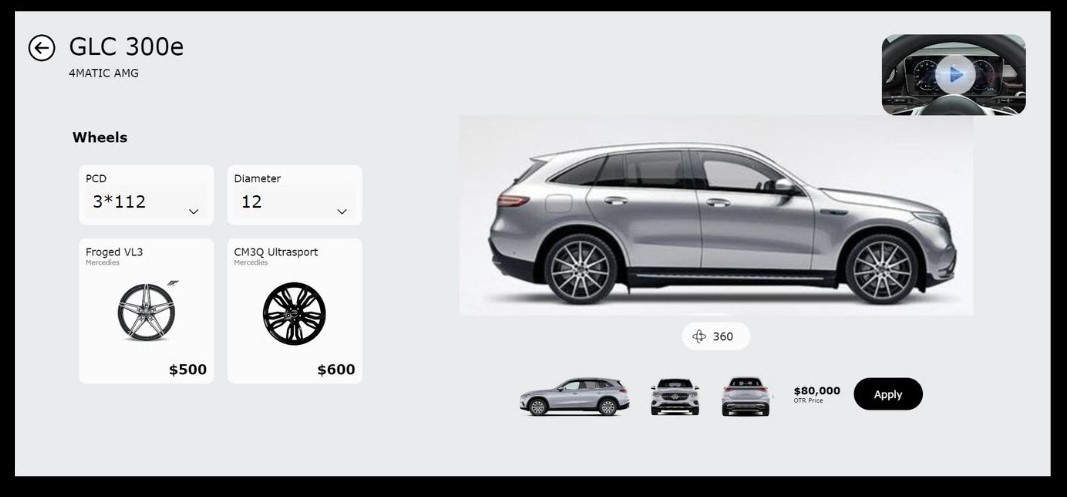 GLC 300e
4MATIC AMG
Wheels
PCD
3*112
Diameter
12
Froged VL3
Mercedies
$500
CM3Q Ultrasport
Mercedies
$600
360
$80,000
OTR Price
Apply